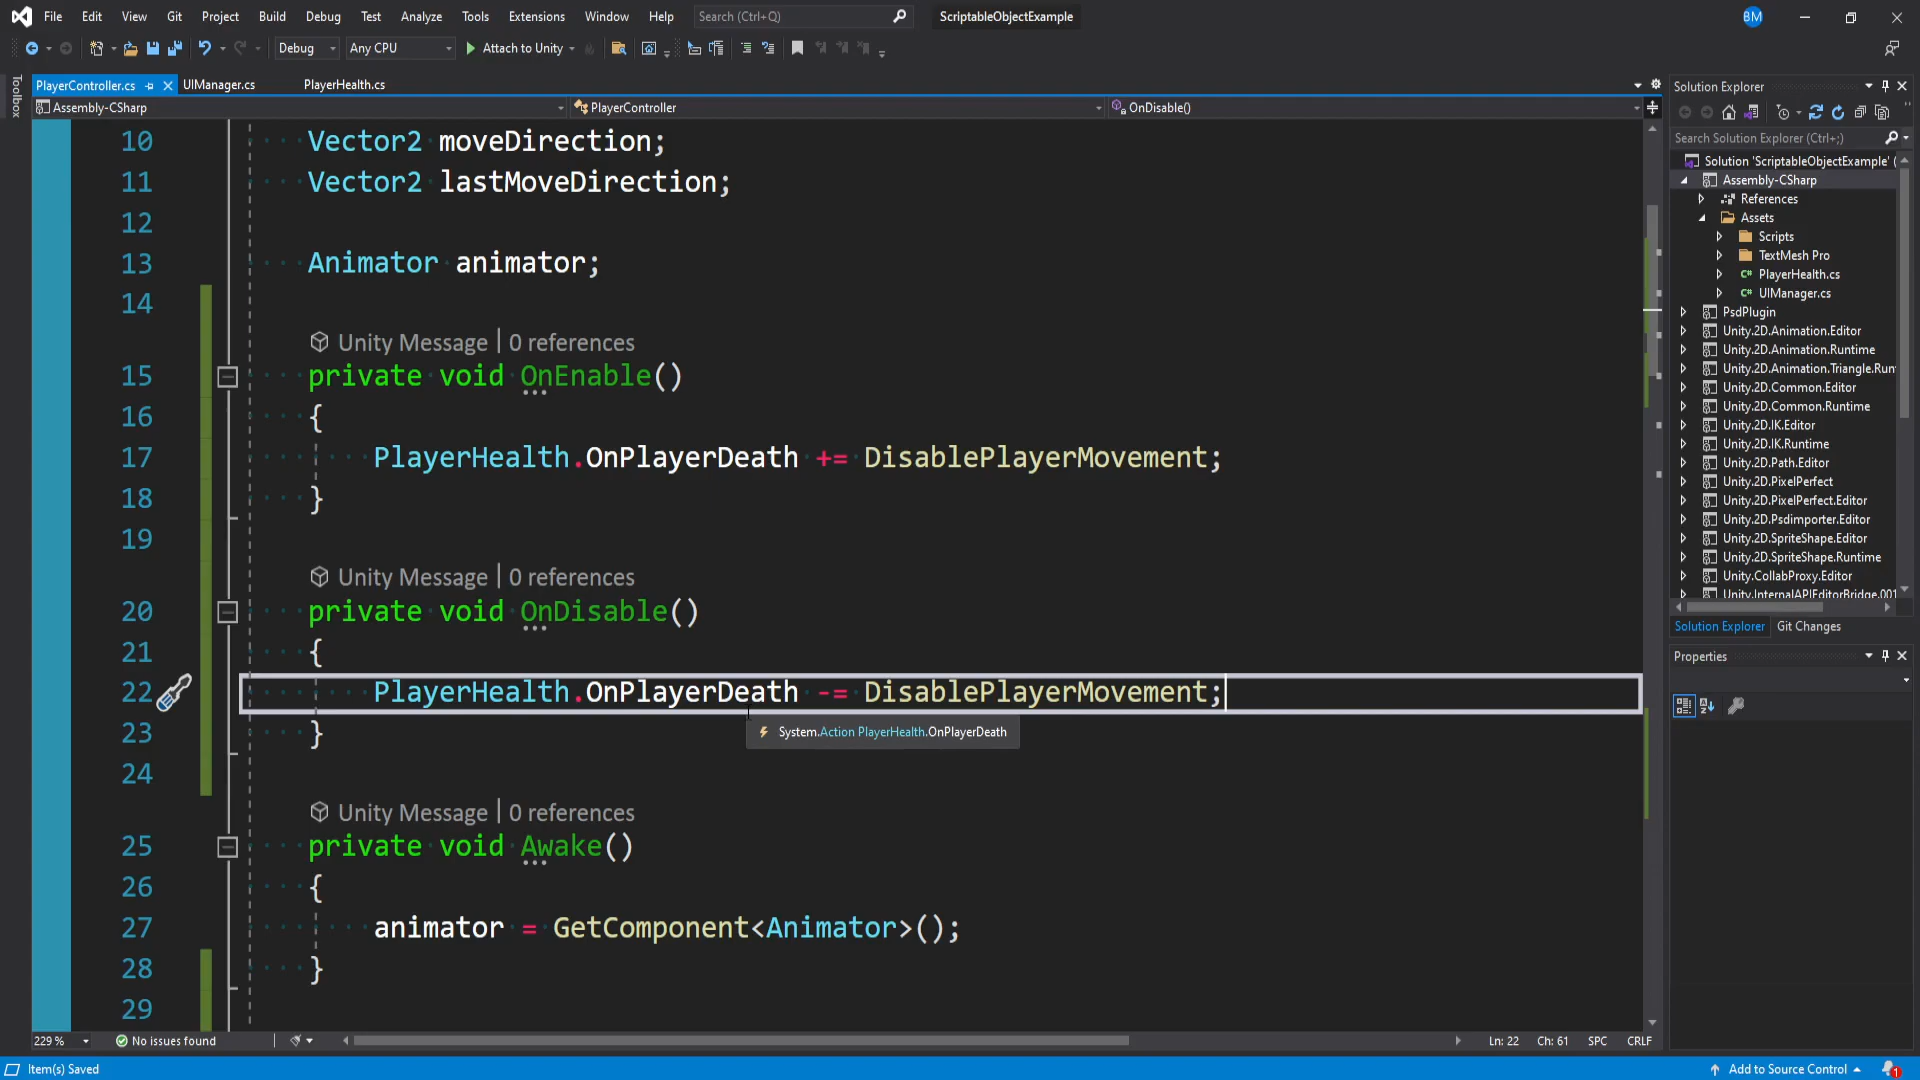 File Edit View Git Project Build Debug Test Analyze Tools Extensions Window Help Search (Ctrl+Q) ScriptableObjectExample BM
Debug Any CPU Attach to Unity
Toolbox
PlayerController.cs UIManager.cs PlayerHealth.cs
Assembly-CSharp PlayerController OnDisable()
10 Vector2 moveDirection;
11 Vector2 lastMoveDirection;
12
13 Animator animator;
14
Unity Message | 0 references
15 private void OnEnable()
16 {
17 PlayerHealth.OnPlayerDeath += DisablePlayerMovement;
18 }
19
Unity Message | 0 references
20 private void OnDisable()
21 {
22 PlayerHealth.OnPlayerDeath -= DisablePlayerMovement;
23 }
System.Action PlayerHealth.OnPlayerDeath
24
Unity Message | 0 references
25 private void Awake()
26 {
27 animator = GetComponent<Animator>();
28 }
29
229 % No issues found Ln: 22 Ch: 61 SPC CRLF
Solution Explorer
Search Solution Explorer (Ctrl+;)
Solution 'ScriptableObjectExample' (
Assembly-CSharp
References
Assets
Scripts
TextMesh Pro
C# PlayerHealth.cs
C# UIManager.cs
PsdPlugin
Unity.2D.Animation.Editor
Unity.2D.Animation.Runtime
Unity.2D.Animation.Triangle.Run
Unity.2D.Common.Editor
Unity.2D.Common.Runtime
Unity.2D.IK.Editor
Unity.2D.IK.Runtime
Unity.2D.Path.Editor
Unity.2D.PixelPerfect
Unity.2D.PixelPerfect.Editor
Unity.2D.Psdimporter.Editor
Unity.2D.SpriteShape.Editor
Unity.2D.SpriteShape.Runtime
Unity.CollabProxy.Editor
Unity.InternalAPIEditorBridge.001
Solution Explorer Git Changes
Properties
Item(s) Saved Add to Source Control 1